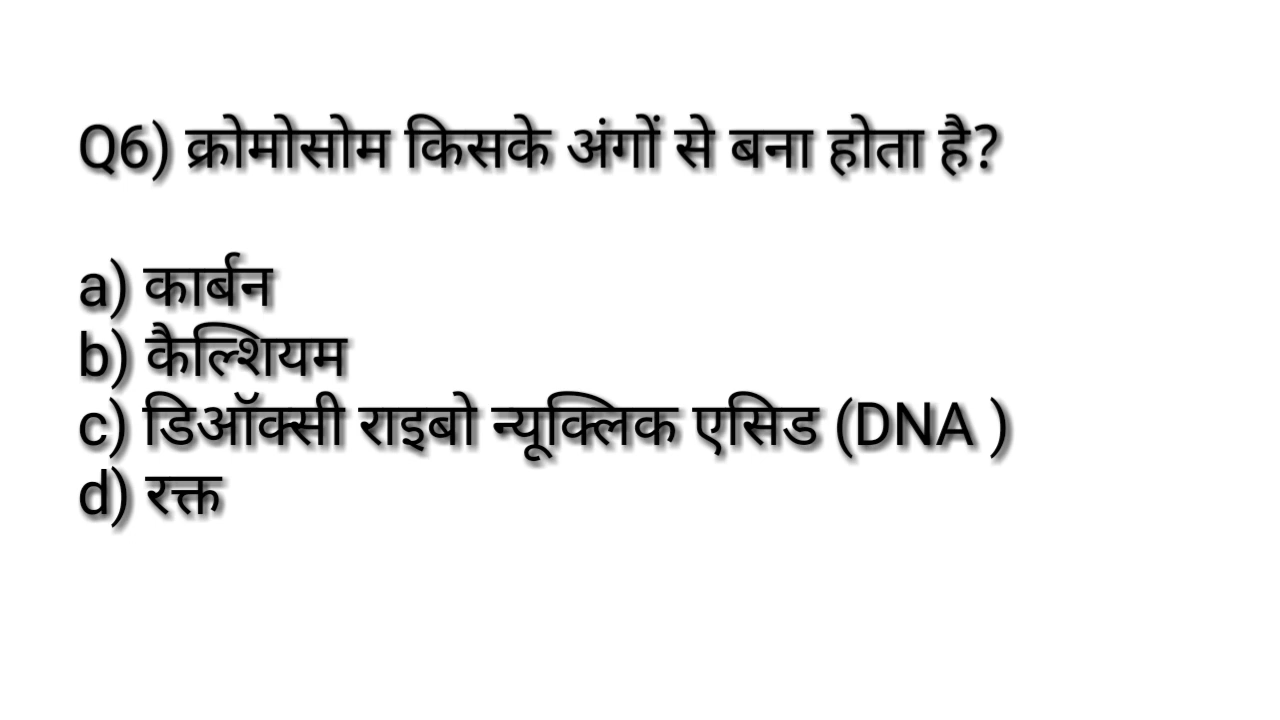 Q6) क्रोमोसोम किसके अंगों से बना होता है?
a) कार्बन
b) कैल्शियम
c) डिऑक्सी राइबो न्यूक्लिक एसिड (DNA )
d) रक्त